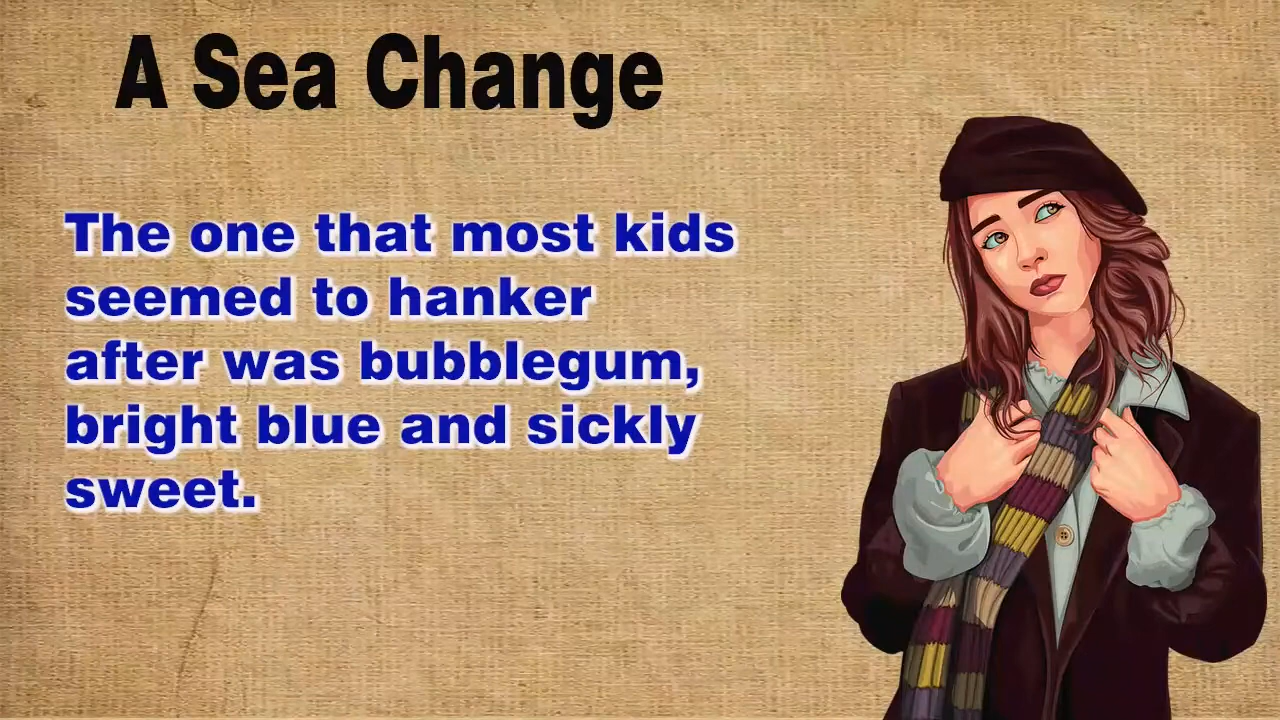 A Sea Change
The one that most kids
seemed to hanker
after was bubblegum,
bright blue and sickly
sweet.